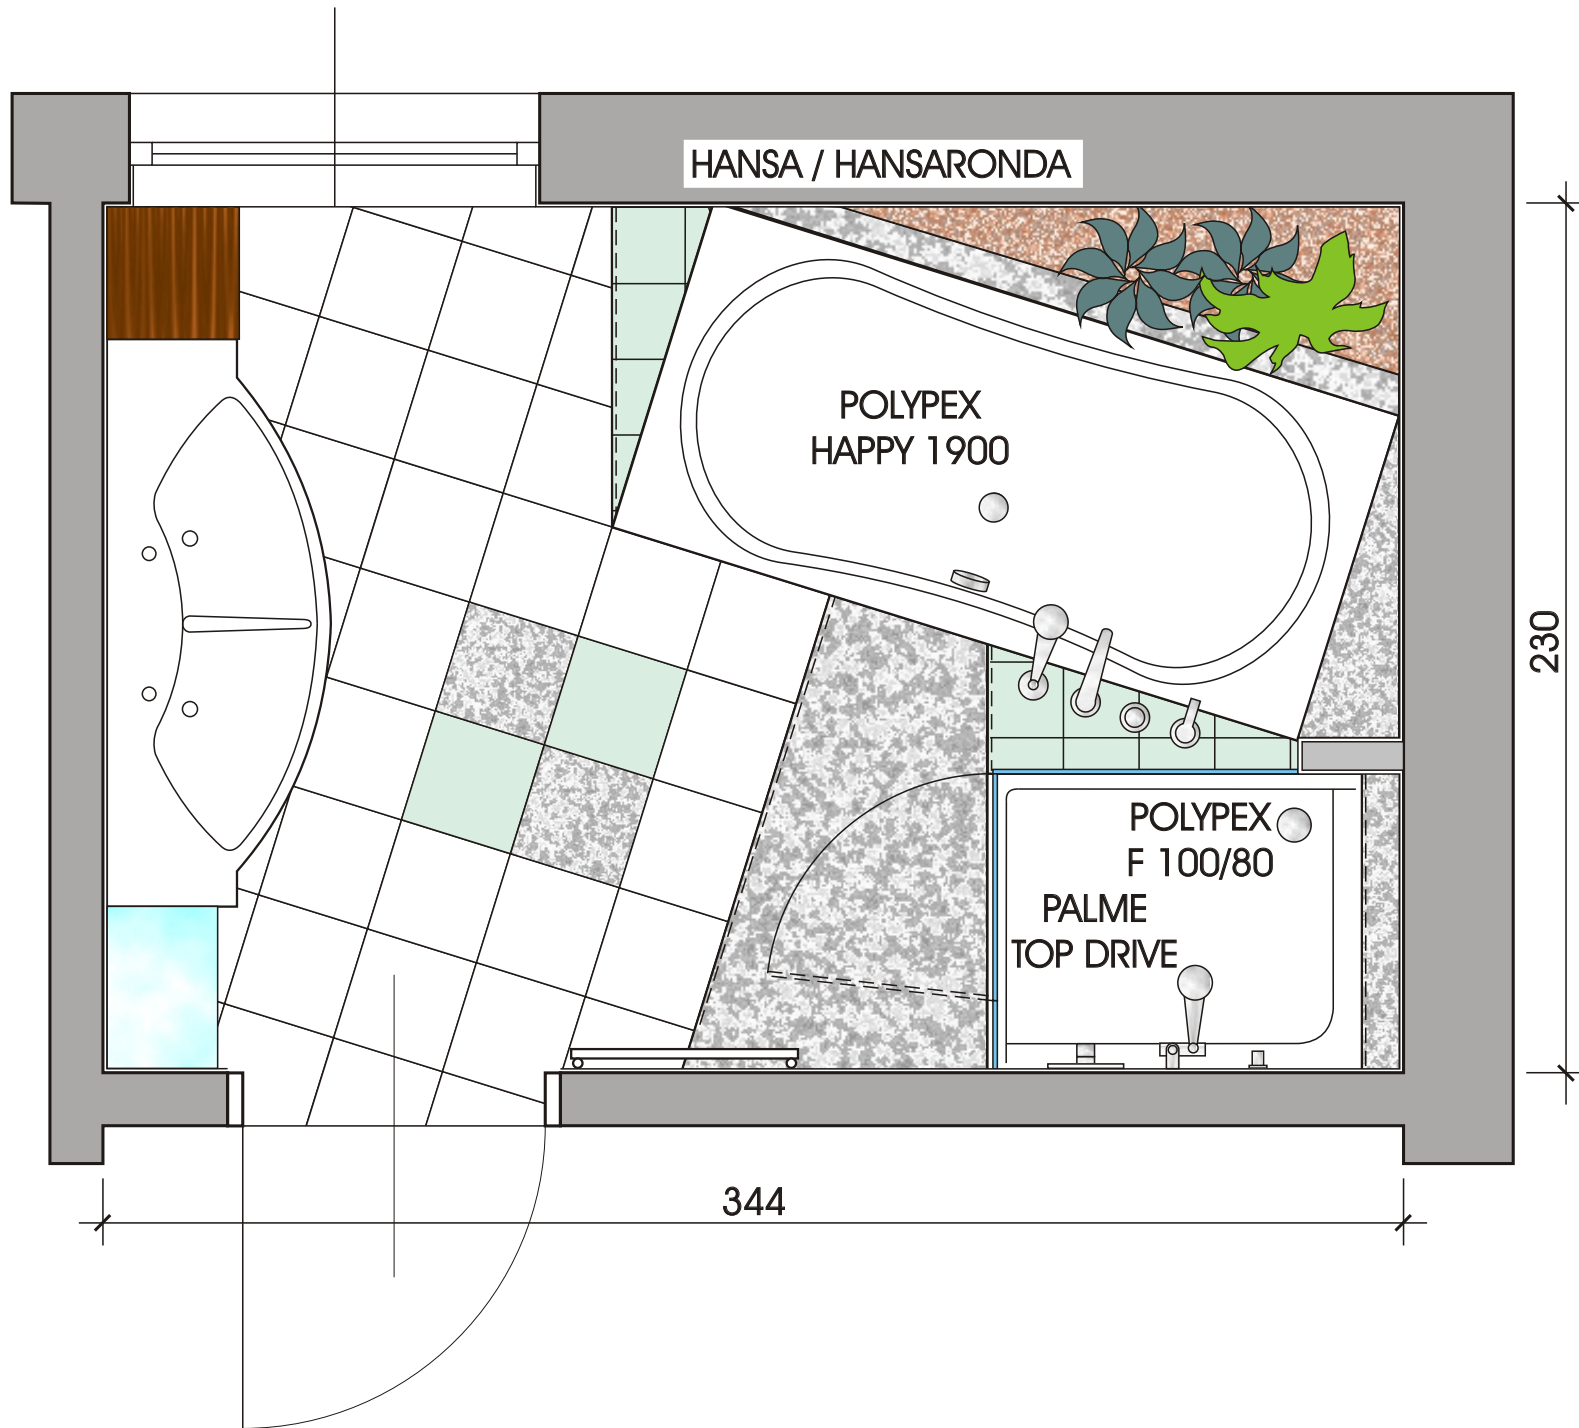 HANSA / HANSARONDA
POLYPEX
HAPPY 1900
230
POLYPEX
F 100/80
PALME
TOP DRIVE
344